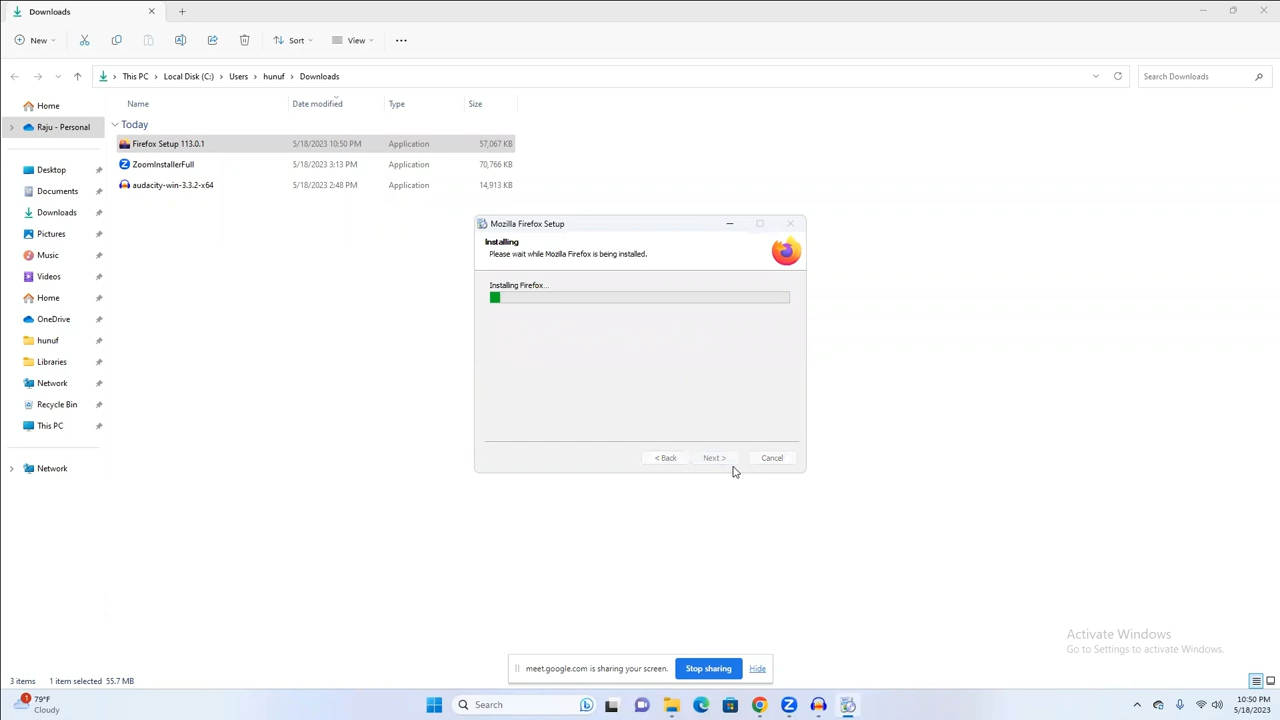 Downloads
New
Sort
View
This PC
Local Disk (C:)
Users
hunuf
Downloads
Search Downloads
Home
Raju - Personal
Desktop
Documents
Downloads
Pictures
Music
Videos
Home
OneDrive
hunuf
Libraries
Network
Recycle Bin
This PC
Network
Name Date modified Type Size
Today
Firefox Setup 113.0.1 5/18/2023 10:50 PM Application 57,067 KB
ZoomInstallerFull 5/18/2023 3:13 PM Application 70,766 KB
audacity-win-3.3.2-x64 5/18/2023 2:48 PM Application 14,913 KB
Mozilla Firefox Setup
Installing
Please wait while Mozilla Firefox is being installed.
Installing Firefox...
< Back Next > Cancel
Activate Windows
Go to Settings to activate Windows.
meet.google.com is sharing your screen. Stop sharing Hide
3 items 1 item selected 55.7 MB
1
79°F
Cloudy
Search
10:50 PM
5/18/2023